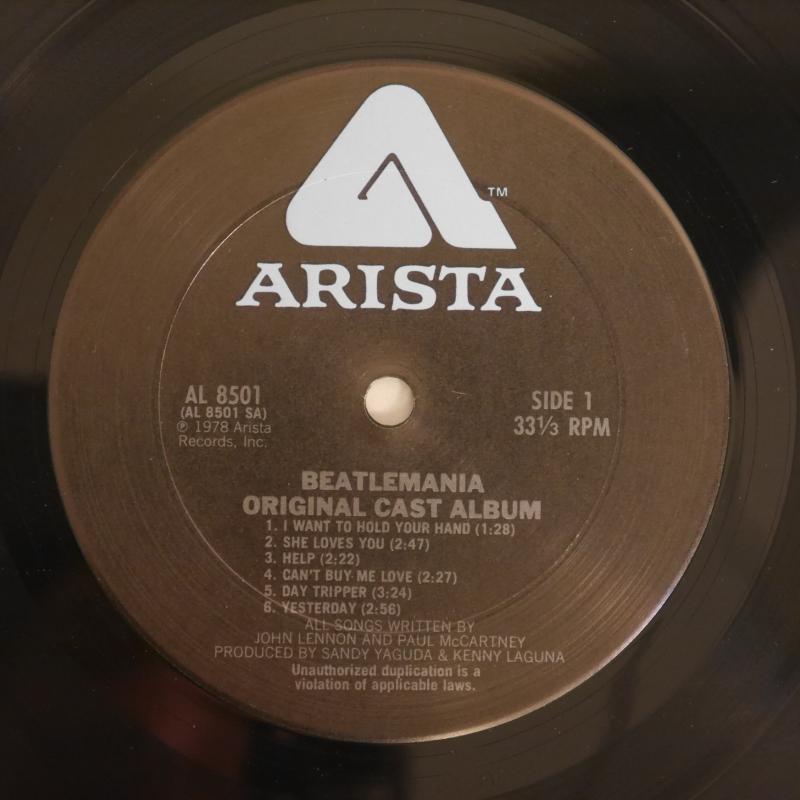 TM
ARISTA
AL 8501
(AL 8501 SA)
℗ 1978 Arista
Records, Inc.
SIDE 1
33⅓ RPM
BEATLEMANIA
ORIGINAL CAST ALBUM
1. I WANT TO HOLD YOUR HAND (1:28)
2. SHE LOVES YOU (2:47)
3. HELP (2:22)
4. CAN'T BUY ME LOVE (2:27)
5. DAY TRIPPER (3:24)
6. YESTERDAY (2:56)
ALL SONGS WRITTEN BY
JOHN LENNON AND PAUL McCARTNEY
PRODUCED BY SANDY YAGUDA & KENNY LAGUNA
Unauthorized duplication is a
violation of applicable laws.